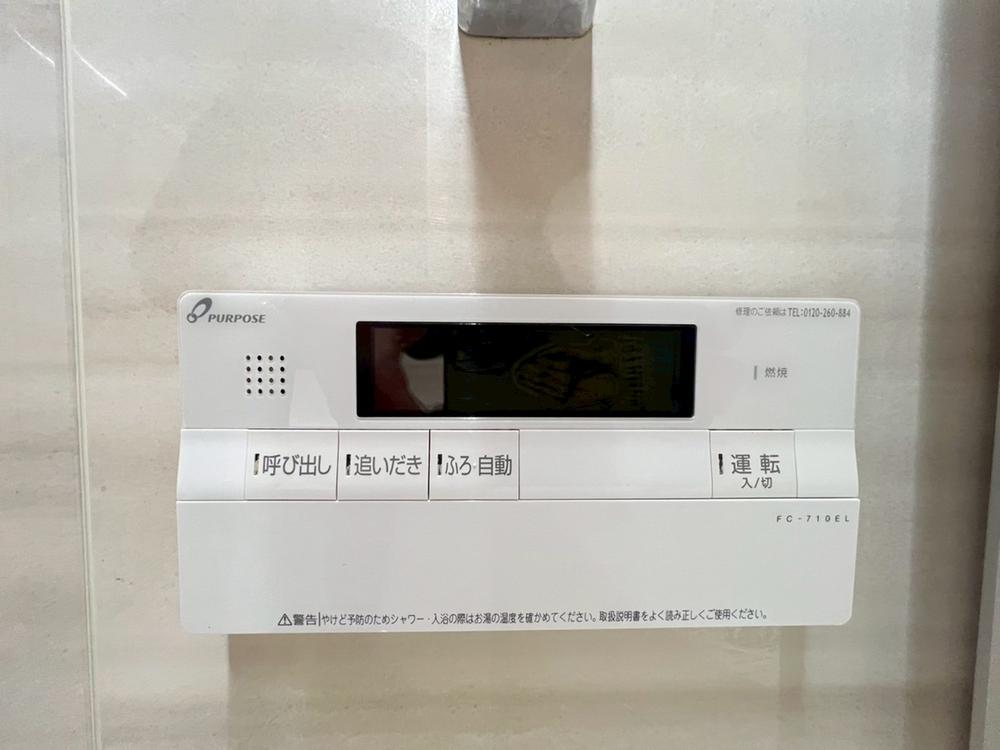 PURPOSE
修理のご依頼は TEL:0120-260-884
燃焼
呼び出し
追いだき
ふろ自動
運転
入/切
FC-710EL
⚠警告 やけど予防のためシャワー・入浴の際はお湯の温度を確かめてください。取扱説明書をよく読み正しくご使用ください。